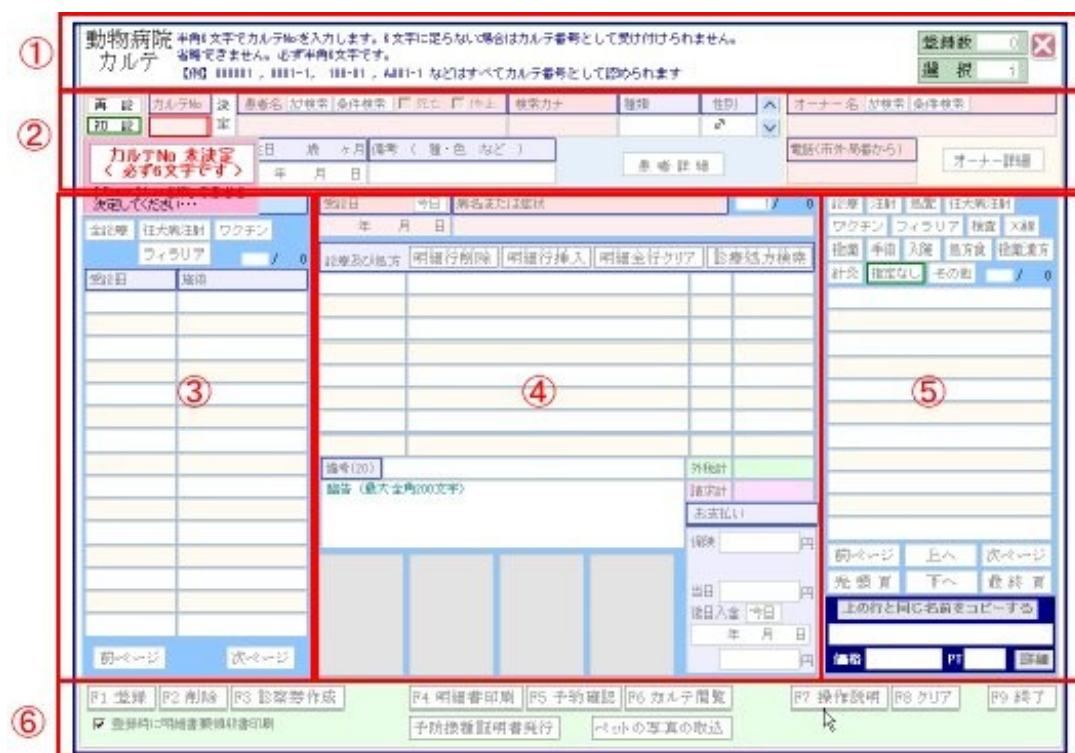 ①
動物病院
カルテ
半角6文字でカルテNoを入力します。6文字に足らない場合はカルテ番号として受け付けられません。
省略できません。必ず半角6文字です。
【例】000001 , 0001-1, 100-01 , A001-1 などはすべてカルテ番号として認められます
登録数 0
選択 1
②
再 診 カルテNo 決定 患者名 カナ検索 条件検索 死亡 休止 検索カナ 種類 性別 オーナー名 カナ検索 条件検索
初 診
♂
カルテNo 未決定
< 必ず6文字です >
歳 ヶ月 備考 ( 種・色 など )
年 月 日
患者詳細
電話(市外局番から)
オーナー詳細
決定してください・・・
受診日 今日 病名または症状 1 / 0
年 月 日
全診療 狂犬病注射 ワクチン
フィラリア / 0
受診日 施術
③
診療及び処方 明細行削除 明細行挿入 明細全行クリア 診療処方検索
④
備考(20)
外税計
請求計
お支払い
保険 円
当日 円
後日入金 今日
年 月 日
円
診療 注射 処置 狂犬病注射
ワクチン フィラリア 検査 X線
投薬 手術 入院 処方食 投薬漢方
針灸 指定なし その他 / 0
⑤
前ページ 上へ 次ページ
先頭頁 下へ 最終頁
上の行と同じ名前をコピーする
価格 PT 詳細
前ページ 次ページ
⑥
F1 登録 F2 削除 F3 診察券作成 F4 明細書印刷 F5 予約確認 F6 カルテ閲覧 F7 操作説明 F8 クリア F9 終了
登録時に明細書兼領収書印刷
予防接種証明書発行 ペットの写真の取込